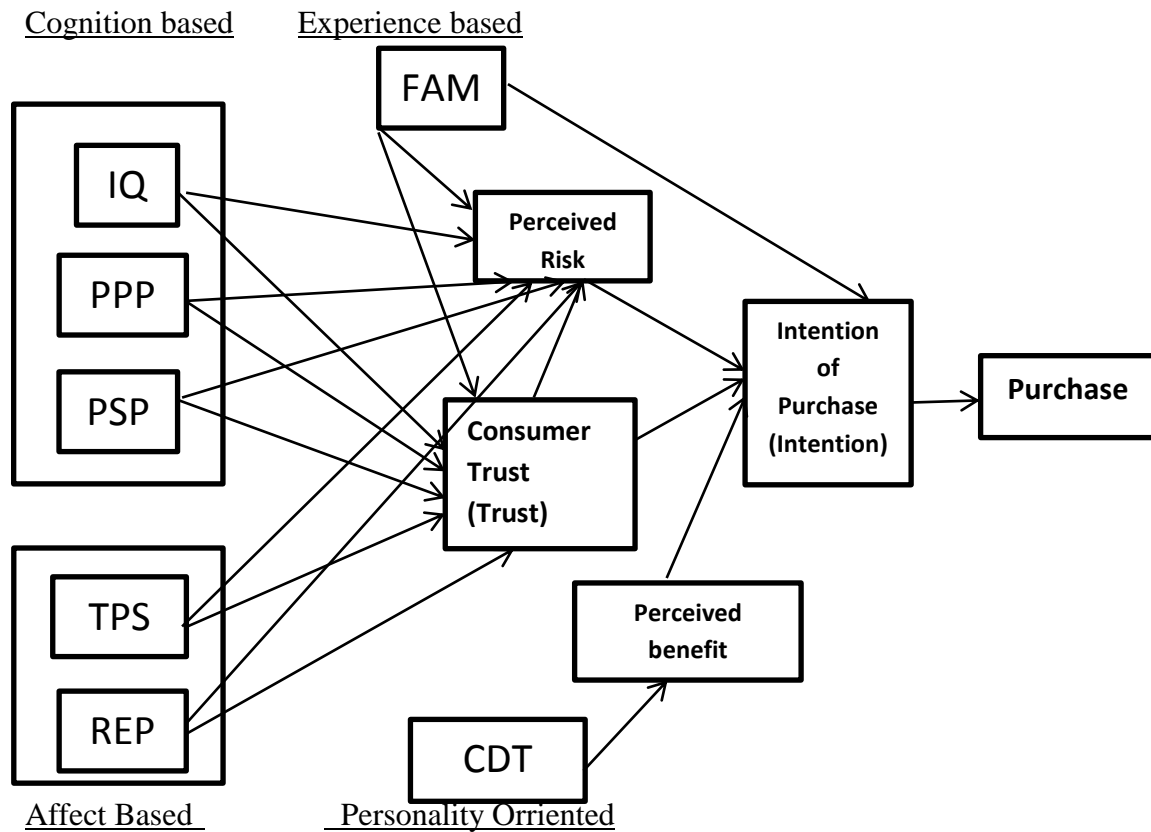 Cognition based
Experience based
FAM
IQ
PPP
PSP
Perceived
Risk
Intention
of
Purchase
(Intention)
Purchase
Consumer
Trust
(Trust)
TPS
REP
Perceived
benefit
CDT
Affect Based
Personality Orriented